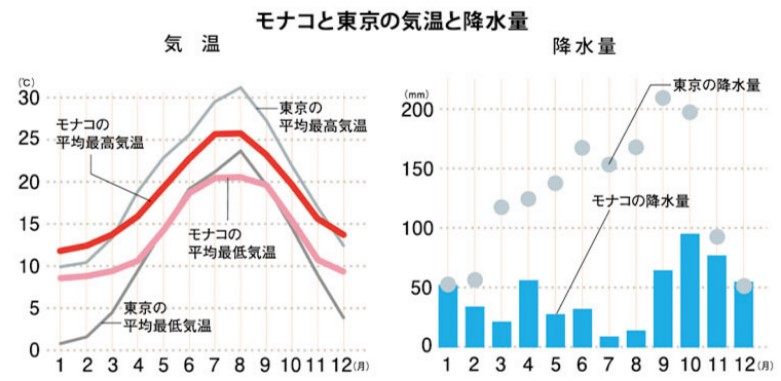 モナコと東京の気温と降水量
気 温
(℃)
30
25
20
15
10
5
0
東京の
平均最高気温
モナコの
平均最高気温
モナコの
平均最低気温
東京の
平均最低気温
1 2 3 4 5 6 7 8 9 10 11 12(月)
降水量
(mm)
200
150
100
50
0
東京の降水量
モナコの降水量
1 2 3 4 5 6 7 8 9 10 11 12(月)